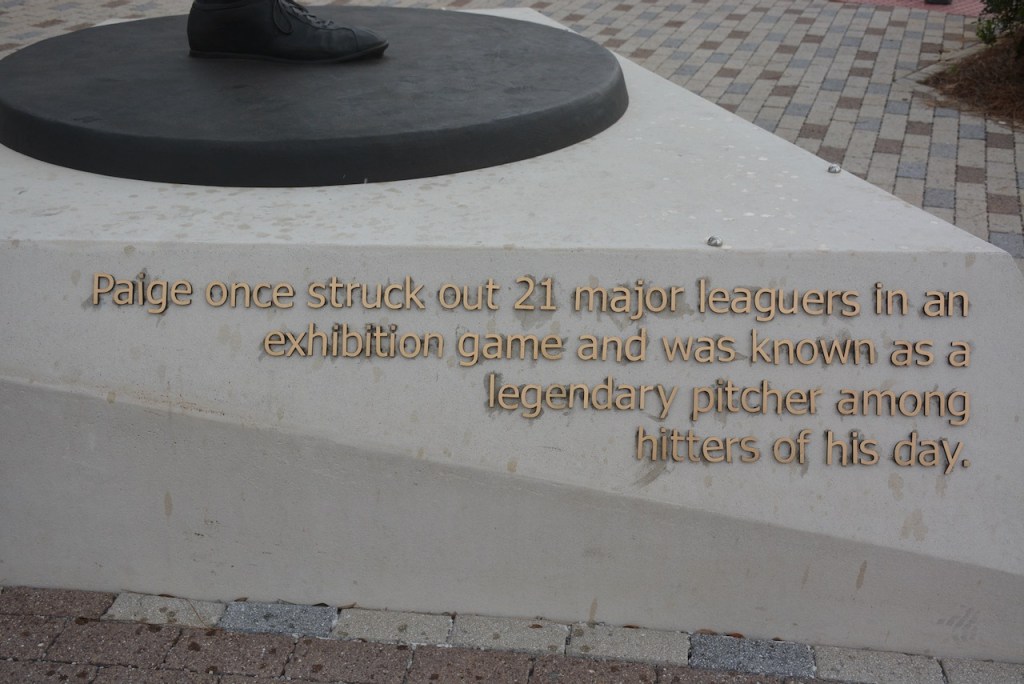 Paige once struck out 21 major leaguers in an
exhibition game and was known as a
legendary pitcher among
hitters of his day.